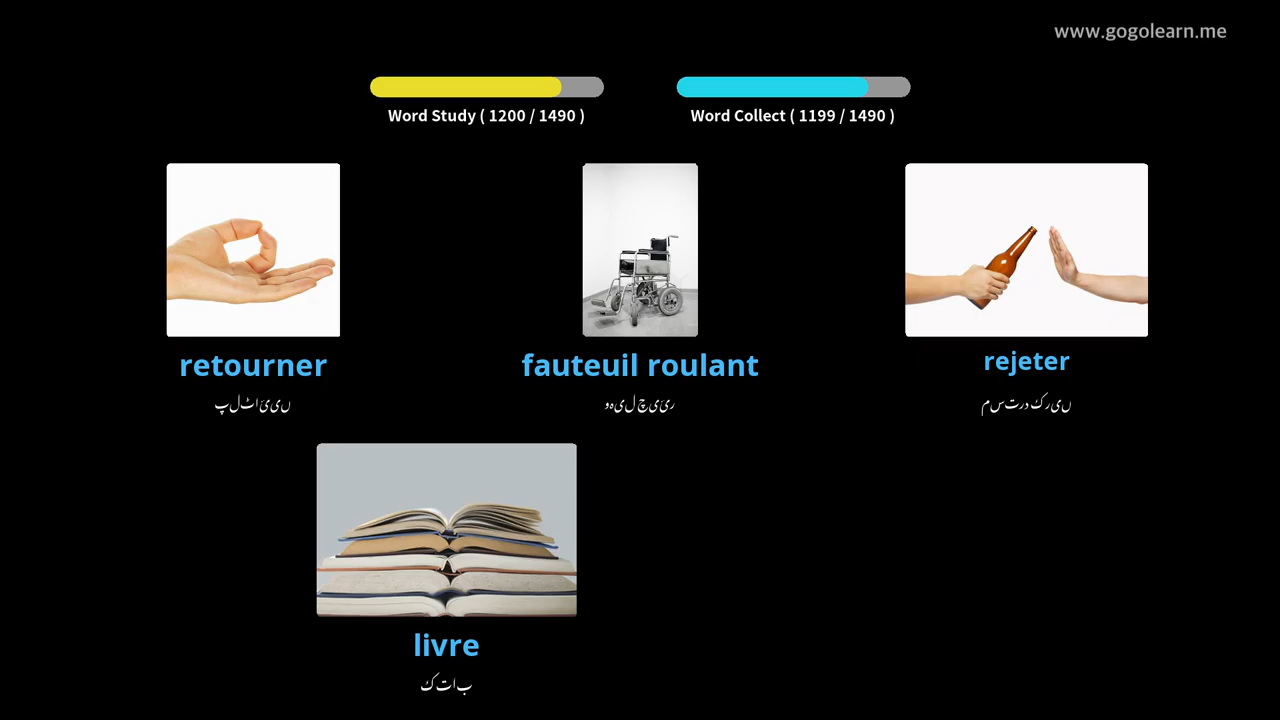 www.gogolearn.me
Word Study ( 1200 / 1490 )
Word Collect ( 1199 / 1490 )
retourner
fauteuil roulant
rejeter
پلٹائیں
وہیل چیئر
مسترد کریں
livre
کتاب